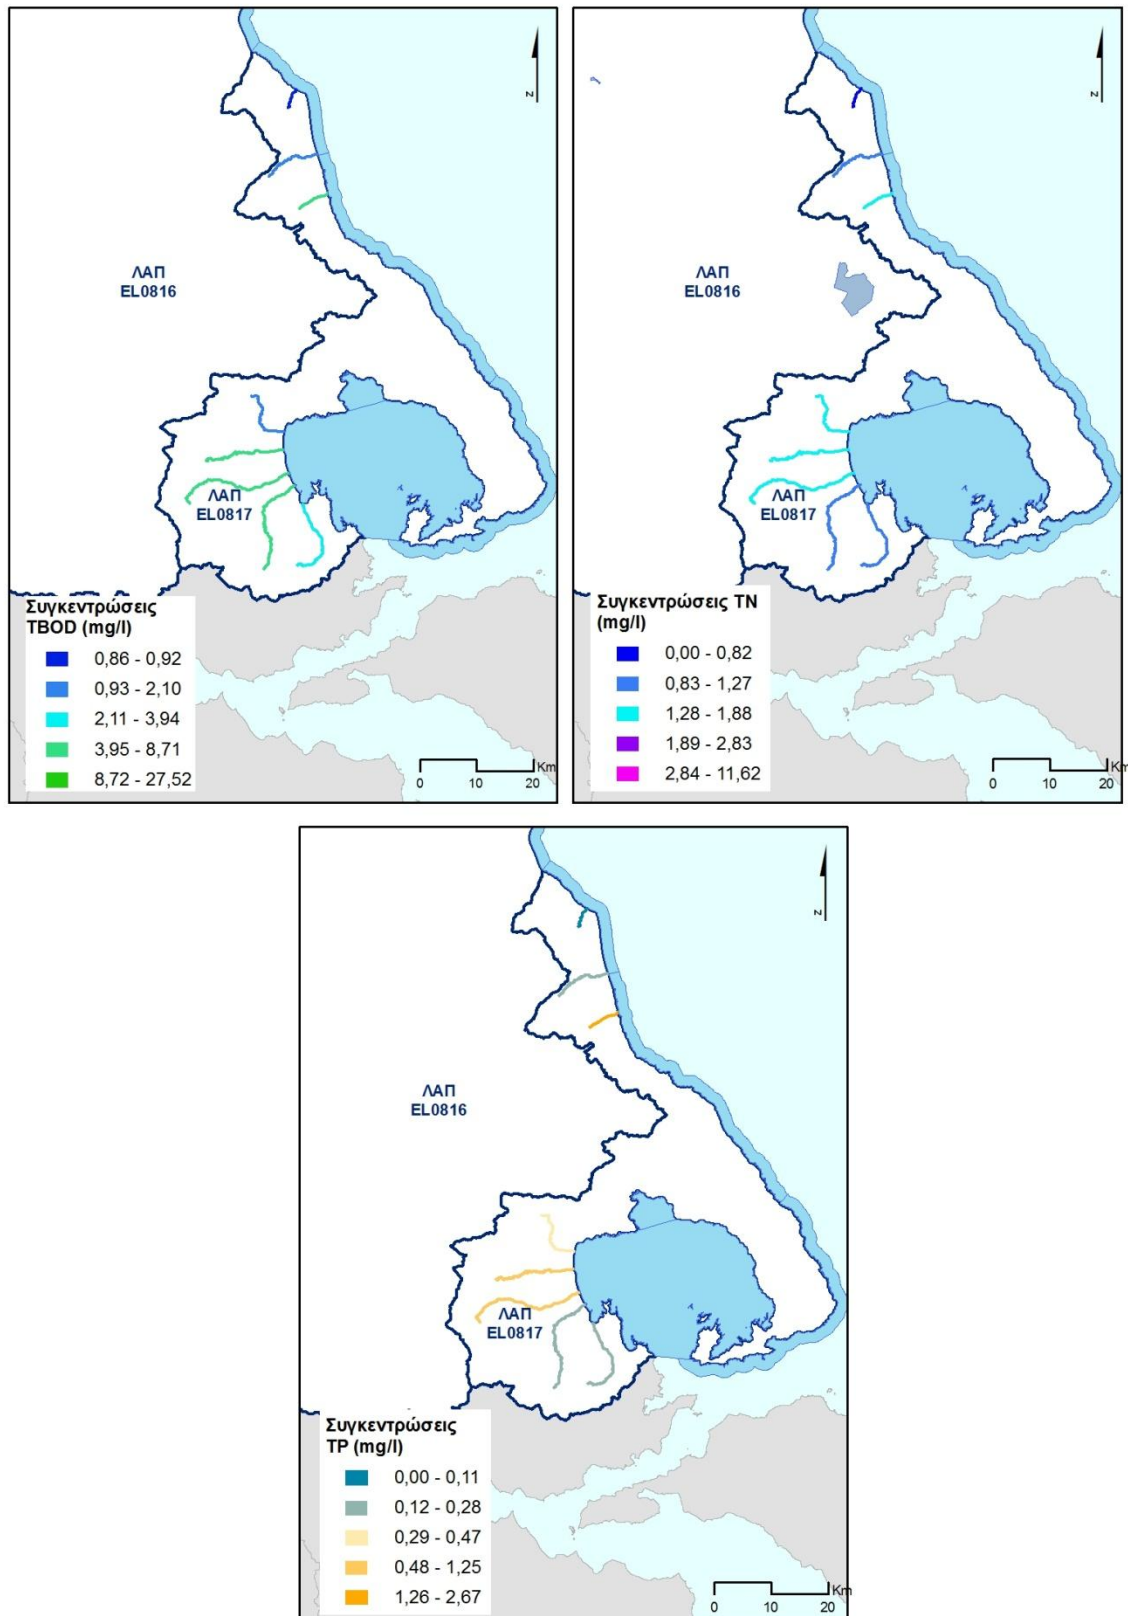 N
ΛΑΠ
EL0816
ΛΑΠ
EL0817
Συγκεντρώσεις
TBOD (mg/l)
0,86 - 0,92
0,93 - 2,10
2,11 - 3,94
3,95 - 8,71
8,72 - 27,52
Km
0 10 20
N
ΛΑΠ
EL0816
ΛΑΠ
EL0817
Συγκεντρώσεις TN
(mg/l)
0,00 - 0,82
0,83 - 1,27
1,28 - 1,88
1,89 - 2,83
2,84 - 11,62
Km
0 10 20
N
ΛΑΠ
EL0816
ΛΑΠ
EL0817
Συγκεντρώσεις
TP (mg/l)
0,00 - 0,11
0,12 - 0,28
0,29 - 0,47
0,48 - 1,25
1,26 - 2,67
Km
0 10 20